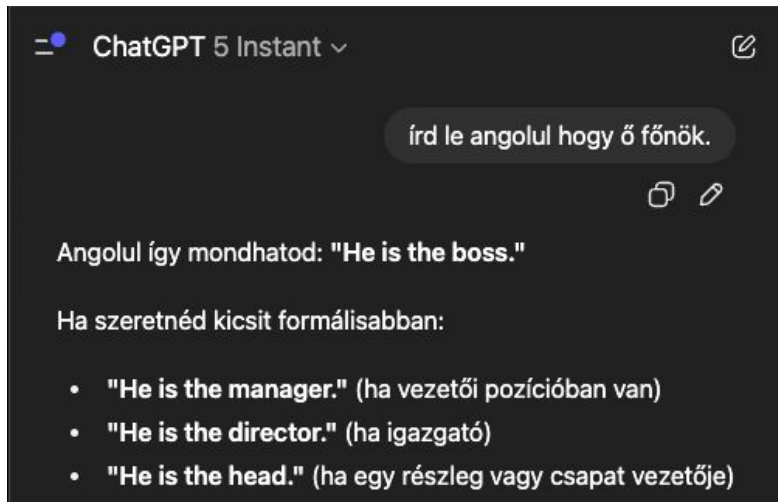 ChatGPT 5 Instant
írd le angolul hogy ő főnök.
Angolul így mondhatod: "He is the boss."
Ha szeretnéd kicsit formálisabban:
• "He is the manager." (ha vezetői pozícióban van)
• "He is the director." (ha igazgató)
• "He is the head." (ha egy részleg vagy csapat vezetője)